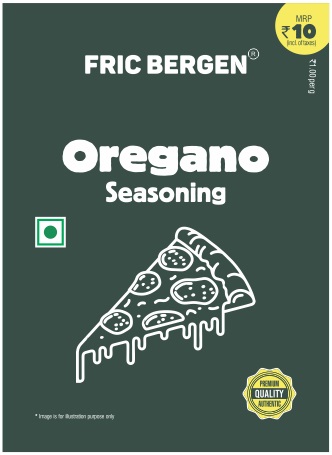 MRP
₹10
(incl. of taxes)
₹1.00 per g
FRIC BERGEN®
Oregano
Seasoning
* Image is for illustration purpose only
PREMIUM
QUALITY
AUTHENTIC